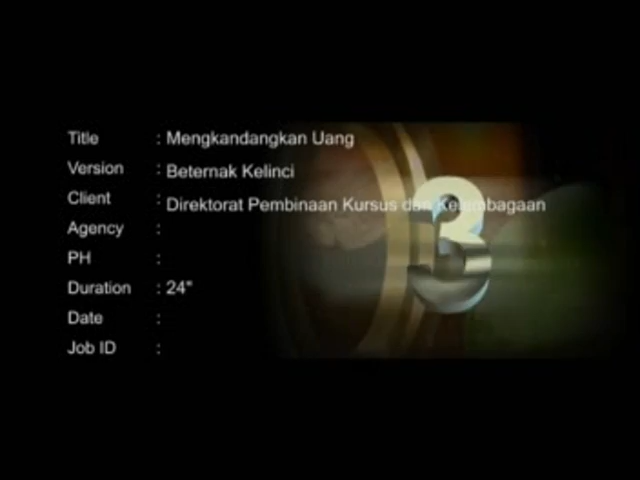 Title : Mengkandangkan Uang
Version : Beternak Kelinci
Client : Direktorat Pembinaan Kursus dan Kelembagaan
Agency :
PH :
Duration : 24"
Date :
Job ID :
3